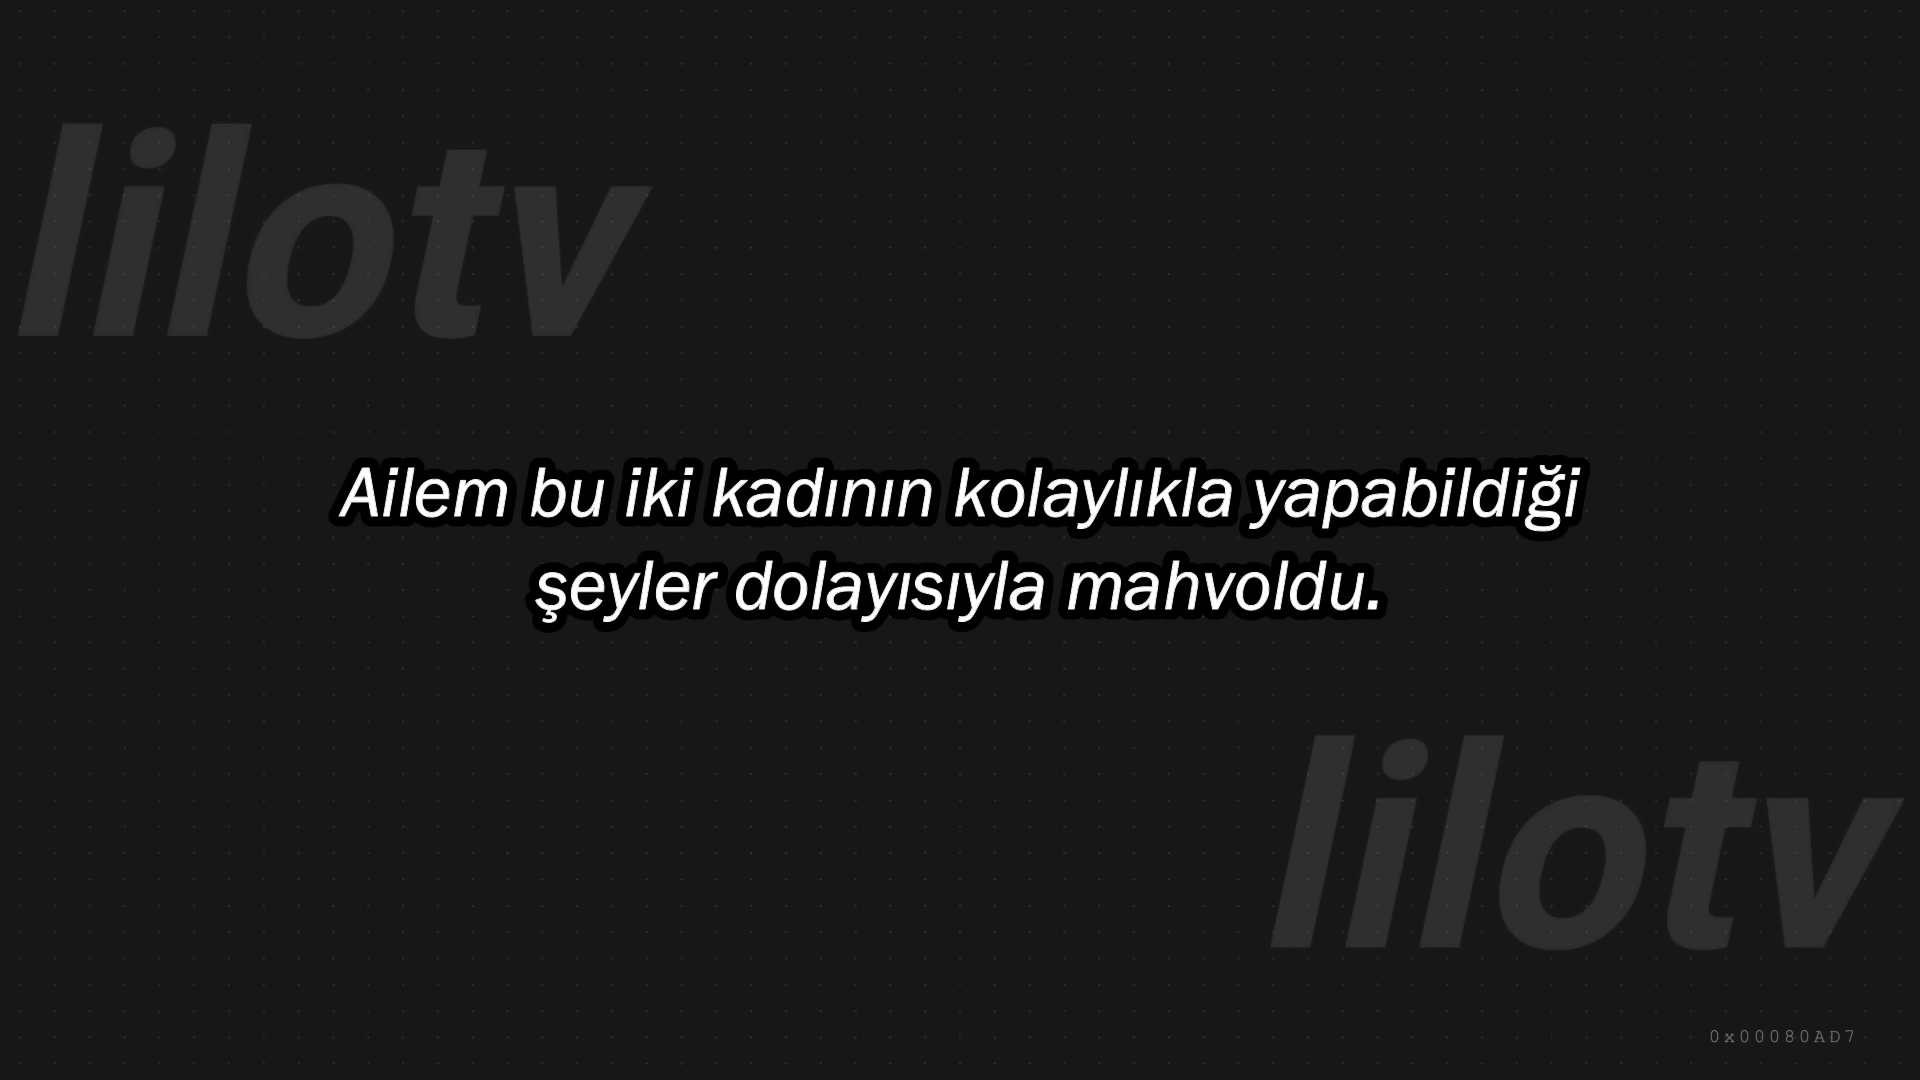 lilotv
Ailem bu iki kadının kolaylıkla yapabildiği
şeyler dolayısıyla mahvoldu.
lilotv
0x00080AD7